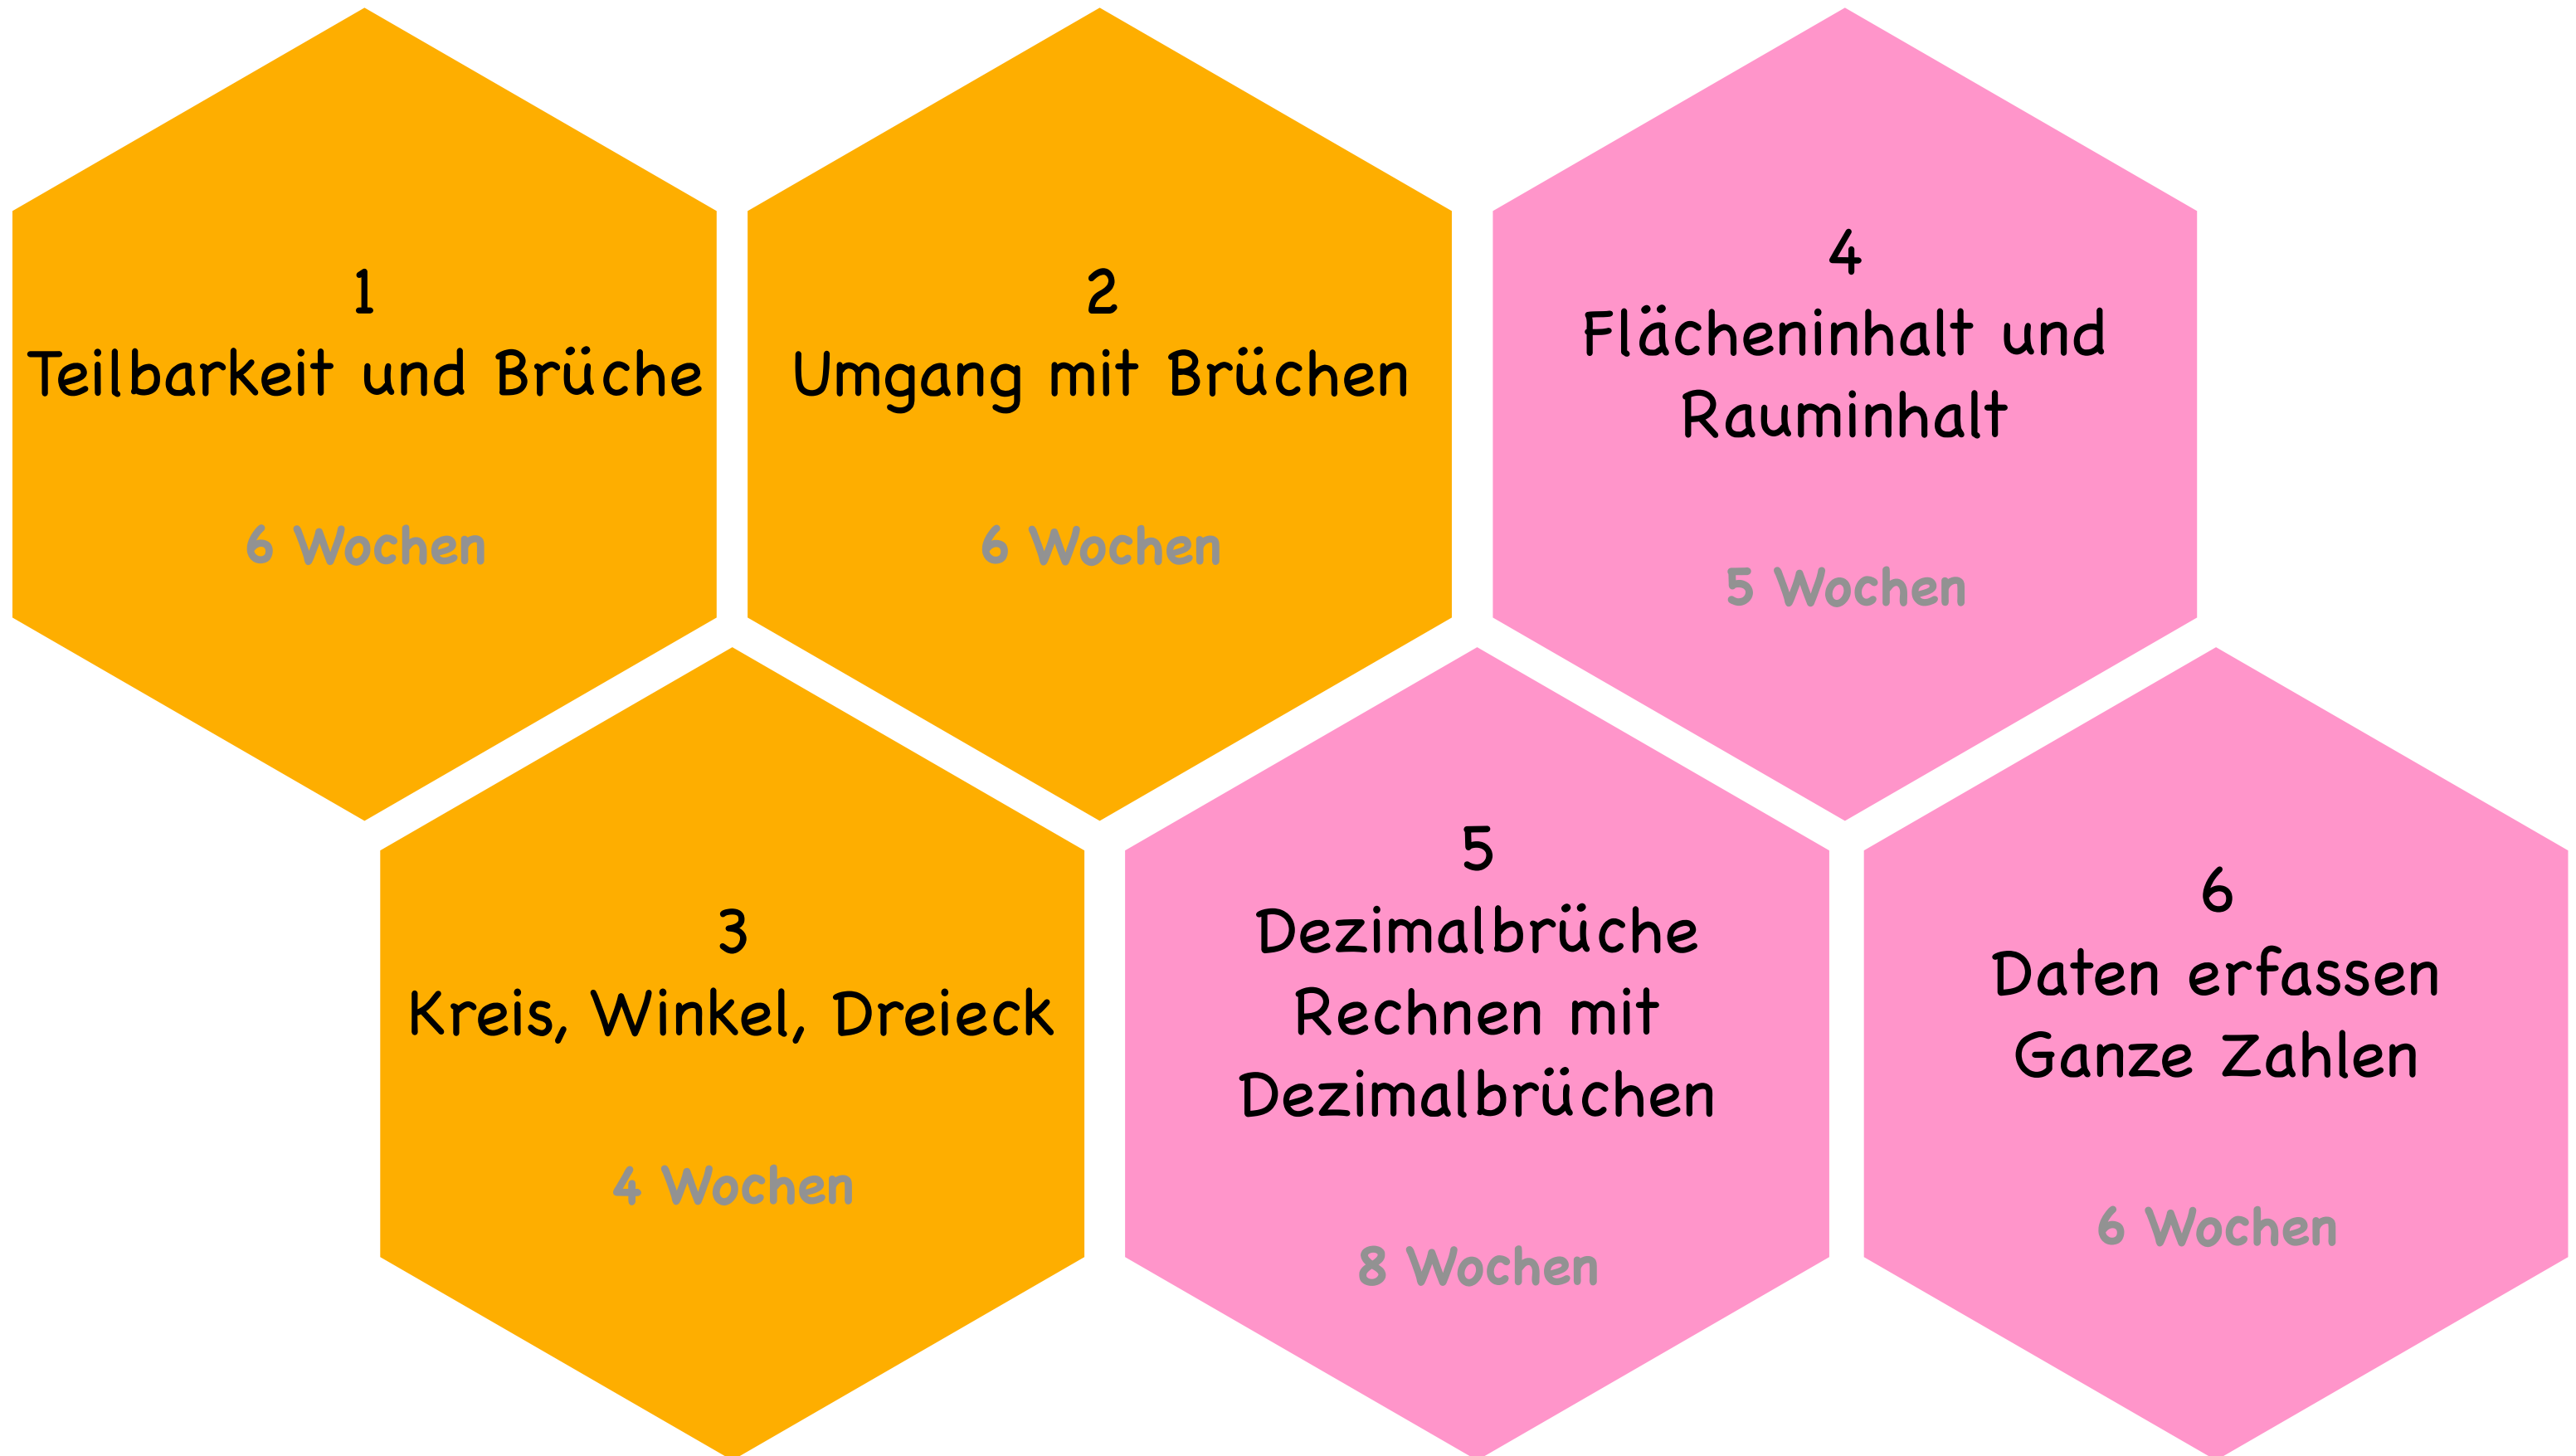 1
Teilbarkeit und Brüche
6 Wochen
2
Umgang mit Brüchen
6 Wochen
3
Kreis, Winkel, Dreieck
4 Wochen
4
Flächeninhalt und
Rauminhalt
5 Wochen
5
Dezimalbrüche
Rechnen mit
Dezimalbrüchen
8 Wochen
6
Daten erfassen
Ganze Zahlen
6 Wochen